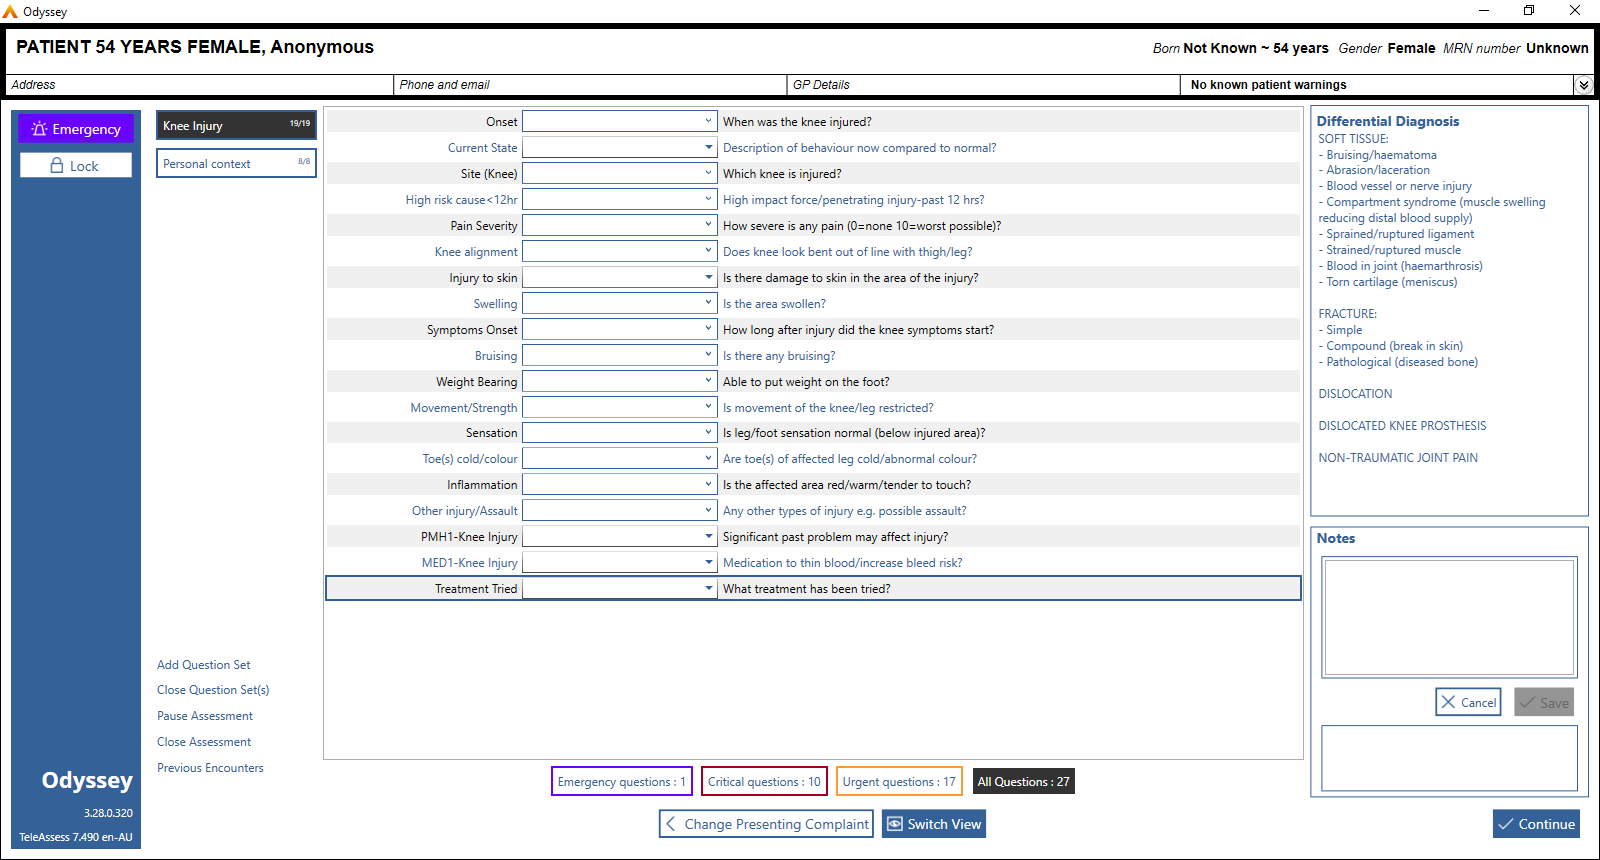 Odyssey
PATIENT 54 YEARS FEMALE, Anonymous
Born Not Known ~ 54 years Gender Female MRN number Unknown
Address
Phone and email
GP Details
No known patient warnings
Emergency
Lock
Knee Injury 19/19
Personal context 8/8
Onset When was the knee injured?
Current State Description of behaviour now compared to normal?
Site (Knee) Which knee is injured?
High risk cause<12hr High impact force/penetrating injury-past 12 hrs?
Pain Severity How severe is any pain (0=none 10=worst possible)?
Knee alignment Does knee look bent out of line with thigh/leg?
Injury to skin Is there damage to skin in the area of the injury?
Swelling Is the area swollen?
Symptoms Onset How long after injury did the knee symptoms start?
Bruising Is there any bruising?
Weight Bearing Able to put weight on the foot?
Movement/Strength Is movement of the knee/leg restricted?
Sensation Is leg/foot sensation normal (below injured area)?
Toe(s) cold/colour Are toe(s) of affected leg cold/abnormal colour?
Inflammation Is the affected area red/warm/tender to touch?
Other injury/Assault Any other types of injury e.g. possible assault?
PMH1-Knee Injury Significant past problem may affect injury?
MED1-Knee Injury Medication to thin blood/increase bleed risk?
Treatment Tried What treatment has been tried?
Differential Diagnosis
SOFT TISSUE:
- Bruising/haematoma
- Abrasion/laceration
- Blood vessel or nerve injury
- Compartment syndrome (muscle swelling
reducing distal blood supply)
- Sprained/ruptured ligament
- Strained/ruptured muscle
- Blood in joint (haemarthrosis)
- Torn cartilage (meniscus)
FRACTURE:
- Simple
- Compound (break in skin)
- Pathological (diseased bone)
DISLOCATION
DISLOCATED KNEE PROSTHESIS
NON-TRAUMATIC JOINT PAIN
Notes
Cancel
Save
Add Question Set
Close Question Set(s)
Pause Assessment
Close Assessment
Previous Encounters
Odyssey
3.28.0.320
TeleAssess 7.490 en-AU
Emergency questions : 1
Critical questions : 10
Urgent questions : 17
All Questions : 27
Change Presenting Complaint
Switch View
Continue